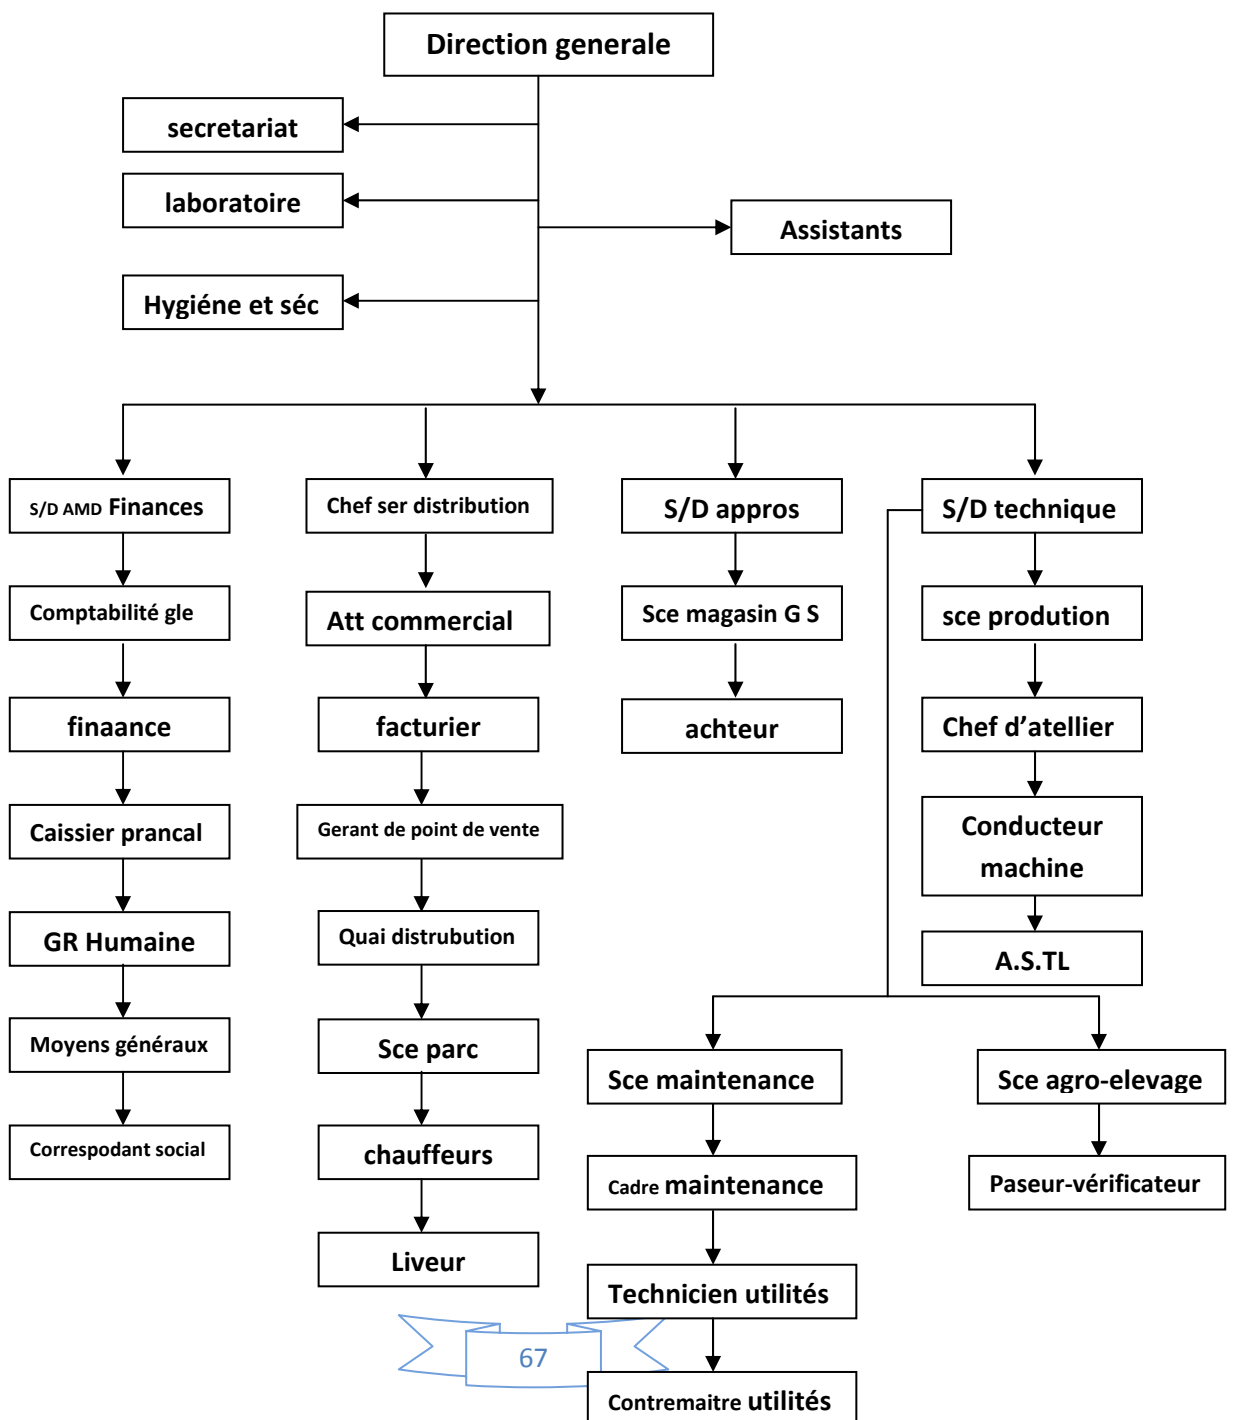 Direction generale
secretariat
laboratoire
Assistants
Hygiéne et séc
S/D AMD Finances
Chef ser distribution
S/D appros
S/D technique
Comptabilité gle
Att commercial
Sce magasin G S
sce prodution
finaance
facturier
achteur
Chef d’atellier
Caissier prancal
Gerant de point de vente
Conducteur
machine
GR Humaine
Quai distrubution
A.S.TL
Moyens généraux
Sce parc
Sce maintenance
Sce agro-elevage
Correspodant social
chauffeurs
Cadre maintenance
Paseur-vérificateur
Liveur
Technicien utilités
67
Contremaitre utilités